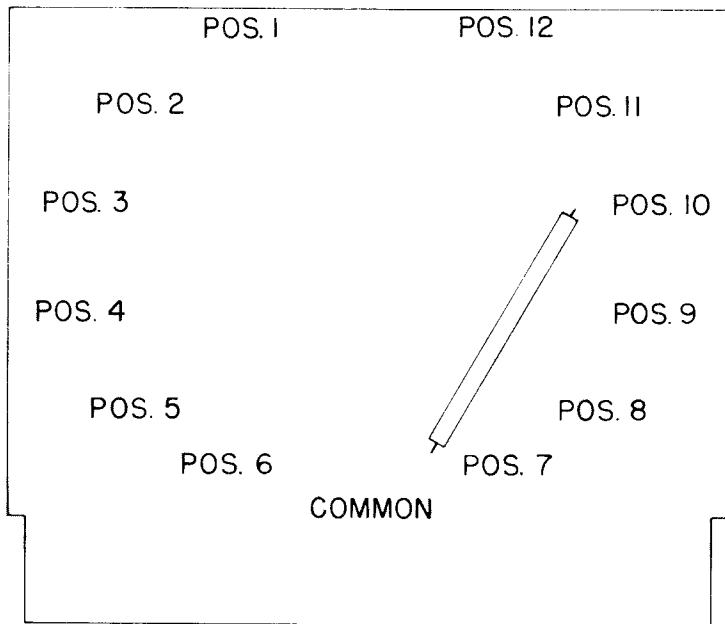 POS. 1
POS. 12
POS. 2
POS. 11
POS. 3
POS. 10
POS. 4
POS. 9
POS. 5
POS. 8
POS. 6
POS. 7
COMMON